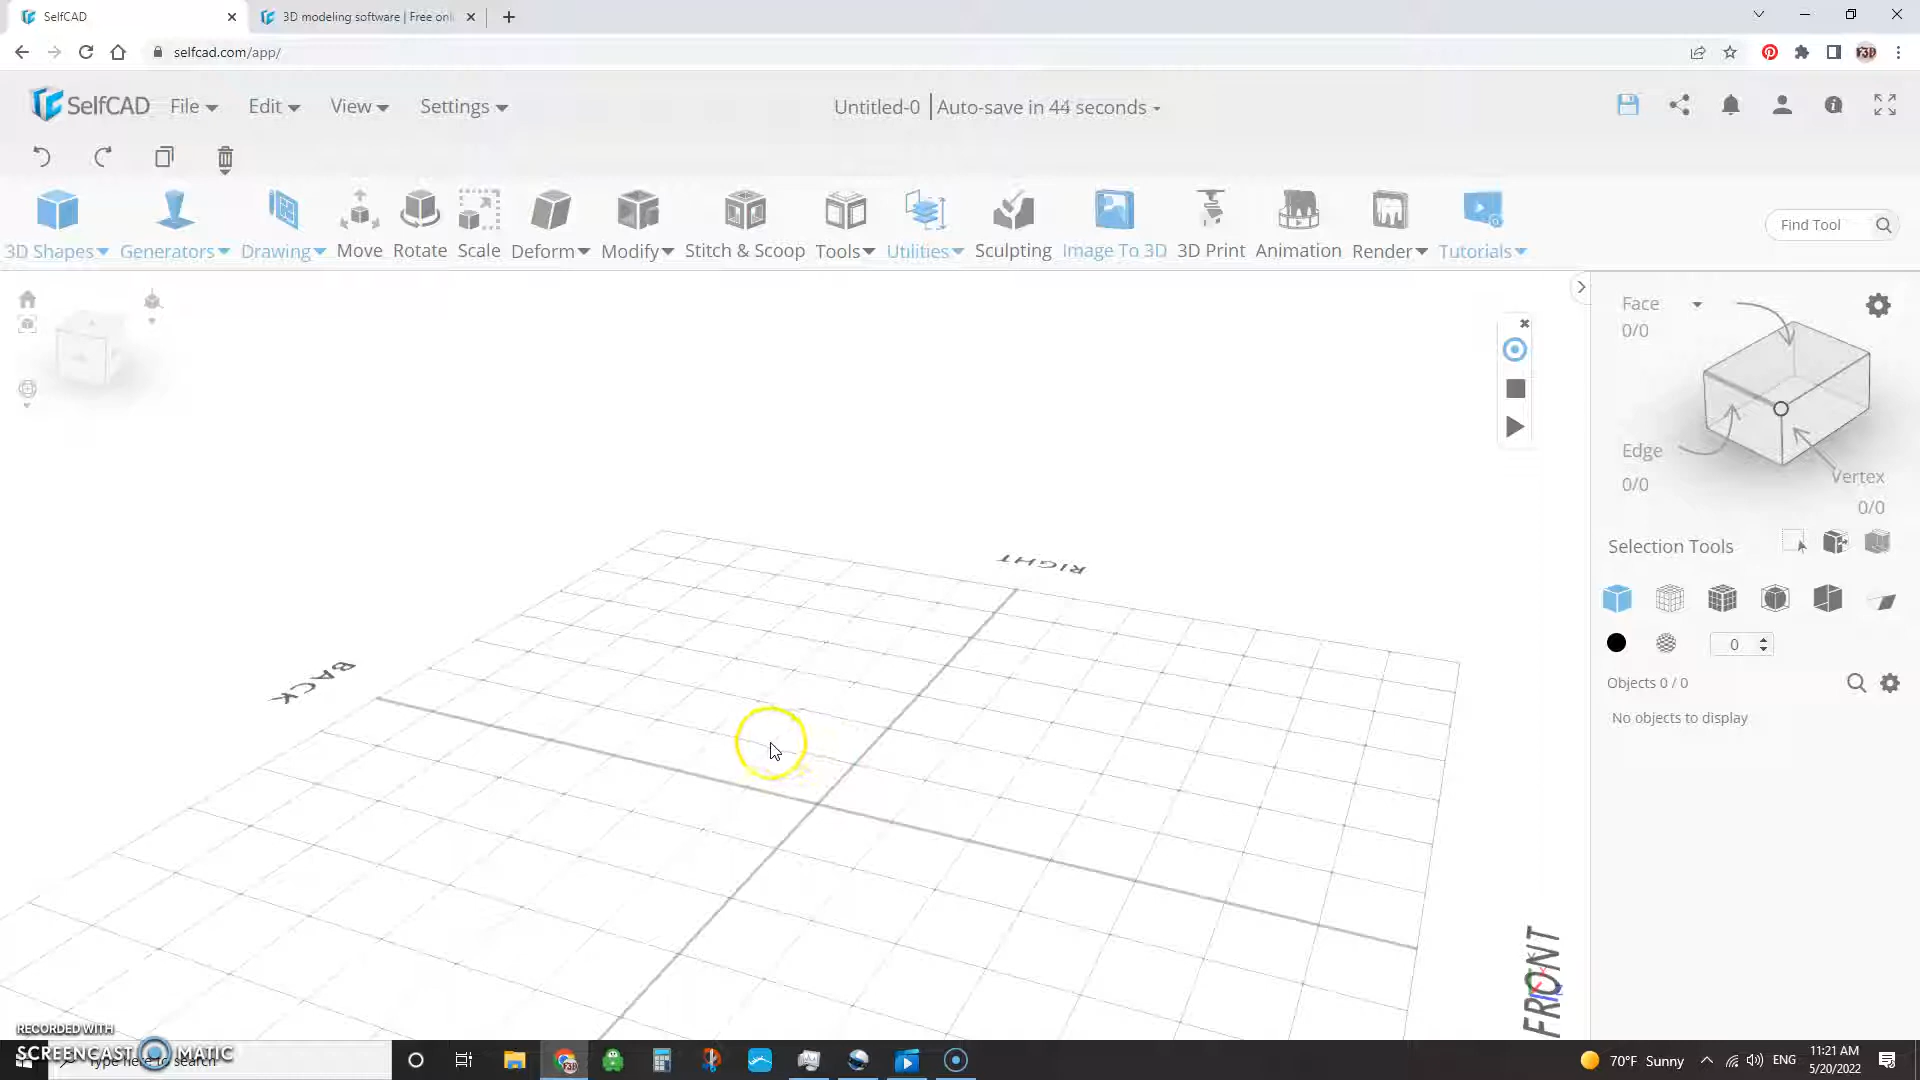 SelfCAD
3D modeling software | Free onl
selfcad.com/app/
SelfCAD File Edit View Settings
Untitled-0 | Auto-save in 44 seconds
3D Shapes Generators Drawing Move Rotate Scale Deform Modify Stitch & Scoop Tools Utilities Sculpting Image To 3D 3D Print Animation Render Tutorials
Find Tool
Face
0/0
Edge
0/0
Vertex
0/0
Selection Tools
0
Objects 0 / 0
No objects to display
RIGHT
BACK
FRONT
RECORDED WITH
SCREENCAST MATIC
Type here to search
70°F Sunny
ENG
11:21 AM
5/20/2022